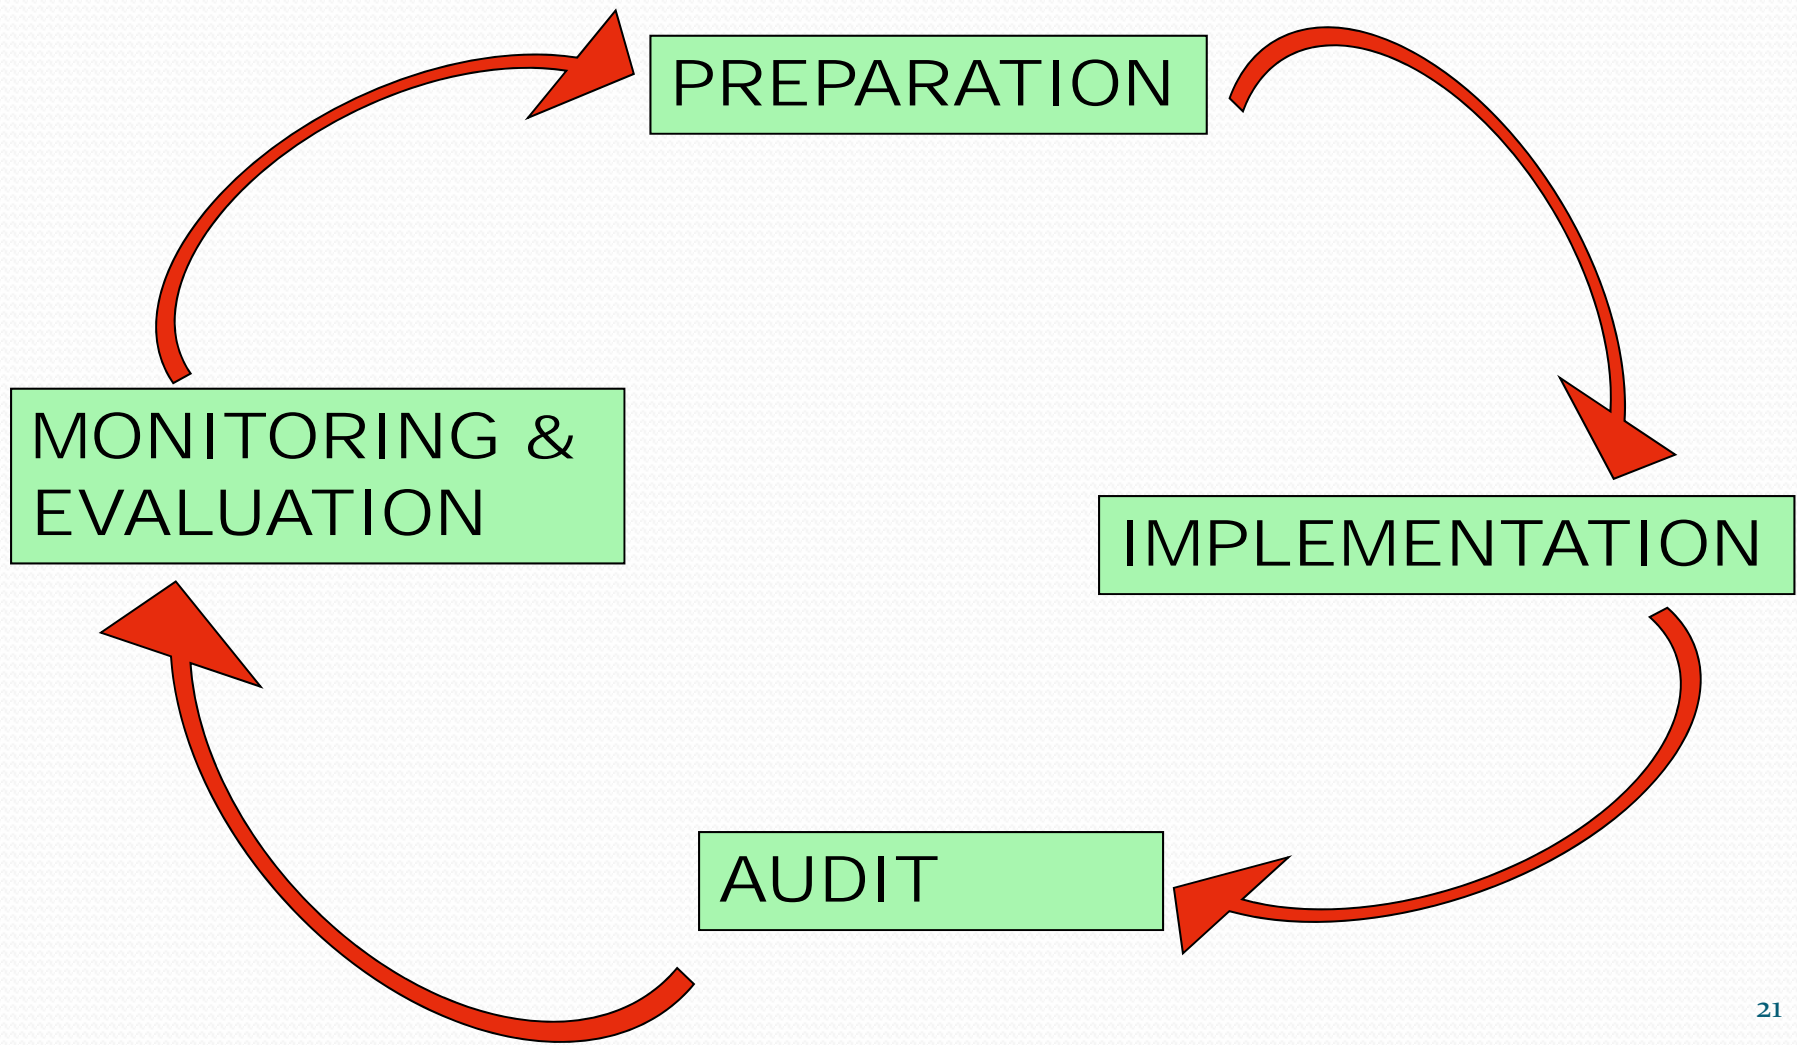 PREPARATION
MONITORING &
EVALUATION
IMPLEMENTATION
AUDIT
21